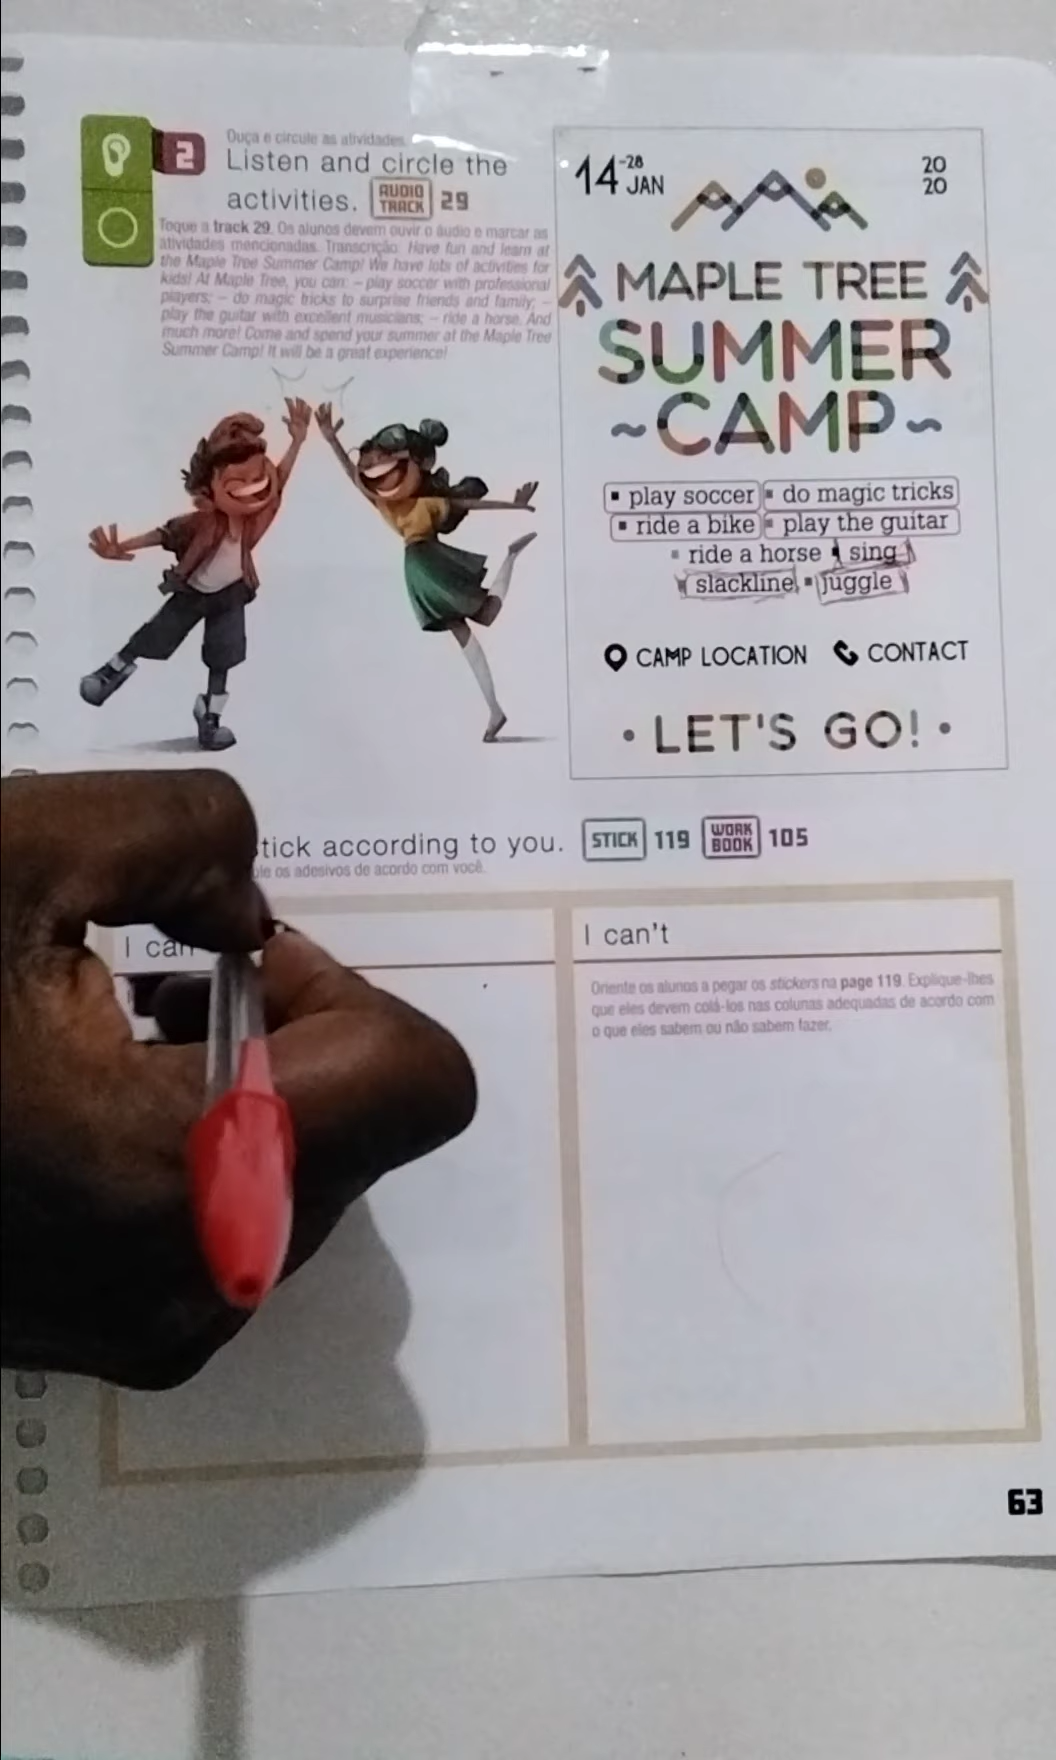 Ouça e circule as atividades.
2 Listen and circle the
activities. AUDIO TRACK 29
Toque a track 29. Os alunos devem ouvir o áudio e marcar as
atividades mencionadas. Transcrição: Have fun and learn at
the Maple Tree Summer Camp! We have lots of activities for
kids! At Maple Tree, you can: – play soccer with professional
players; – do magic tricks to surprise friends and family; –
play the guitar with excellent musicians; – ride a horse. And
much more! Come and spend your summer at the Maple Tree
Summer Camp! It will be a great experience!
14-28 JAN
20
20
MAPLE TREE
SUMMER
~CAMP~
▪ play soccer ▪ do magic tricks
▪ ride a bike ▪ play the guitar
▪ ride a horse ▪ sing
slackline ▪ juggle
CAMP LOCATION CONTACT
• LET'S GO! •
tick according to you. STICK 119 WORK BOOK 105
os adesivos de acordo com você.
I can
I can't
Oriente os alunos a pegar os stickers na page 119. Explique-lhes
que eles devem colá-los nas colunas adequadas de acordo com
o que eles sabem ou não sabem fazer.
63